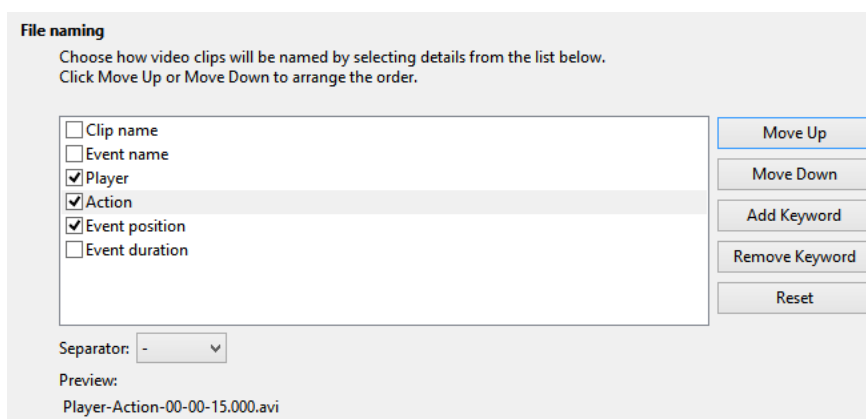 File naming
Choose how video clips will be named by selecting details from the list below.
Click Move Up or Move Down to arrange the order.
Clip name
Event name
Player
Action
Event position
Event duration
Move Up
Move Down
Add Keyword
Remove Keyword
Reset
Separator: -
Preview:
Player-Action-00-00-15.000.avi